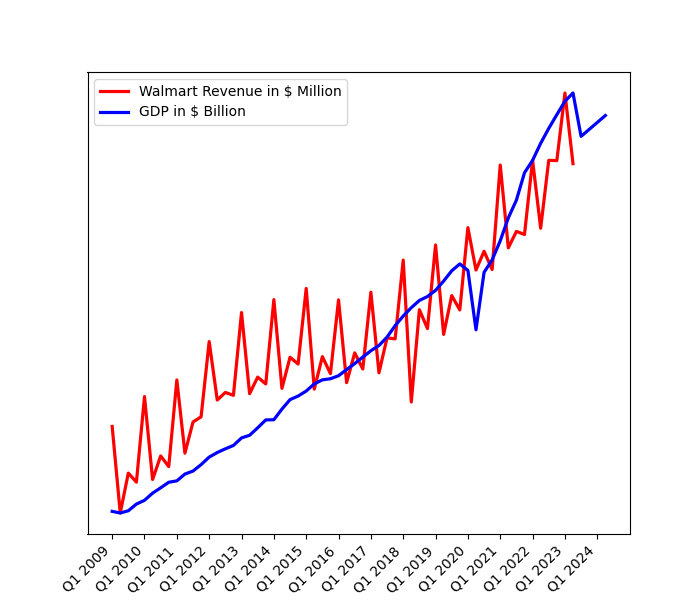 Walmart Revenue in $ Million
GDP in $ Billion
Q1 2009
Q1 2010
Q1 2011
Q1 2012
Q1 2013
Q1 2014
Q1 2015
Q1 2016
Q1 2017
Q1 2018
Q1 2019
Q1 2020
Q1 2021
Q1 2022
Q1 2023
Q1 2024